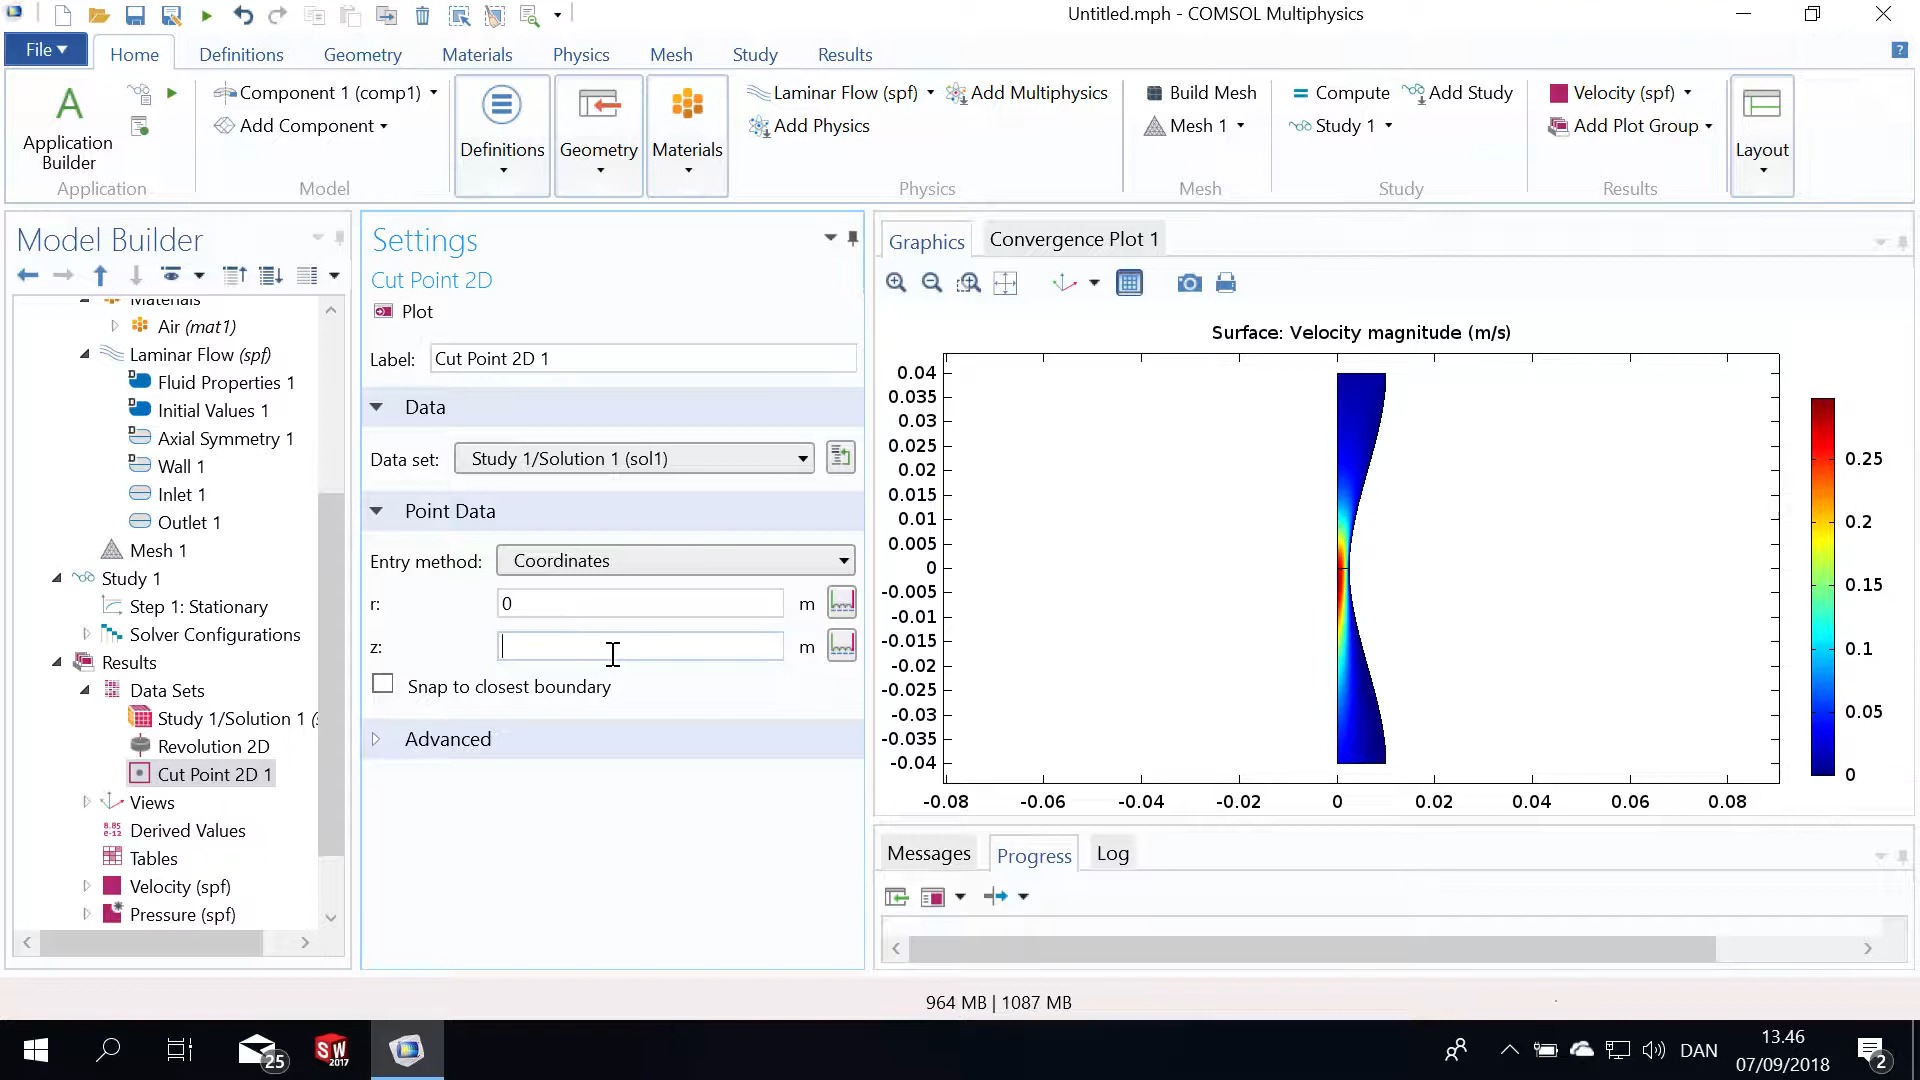 Untitled.mph - COMSOL Multiphysics
File Home Definitions Geometry Materials Physics Mesh Study Results
Application Builder
Application
Component 1 (comp1)
Add Component
Model
Definitions
Geometry
Materials
Laminar Flow (spf)
Add Multiphysics
Add Physics
Physics
Build Mesh
Mesh 1
Mesh
Compute
Add Study
Study 1
Study
Velocity (spf)
Add Plot Group
Results
Layout
Model Builder
Materials
Air (mat1)
Laminar Flow (spf)
Fluid Properties 1
Initial Values 1
Axial Symmetry 1
Wall 1
Inlet 1
Outlet 1
Mesh 1
Study 1
Step 1: Stationary
Solver Configurations
Results
Data Sets
Study 1/Solution 1 (
Revolution 2D
Cut Point 2D 1
Views
8.85
e-12
Derived Values
Tables
Velocity (spf)
Pressure (spf)
Settings
Cut Point 2D
Plot
Label: Cut Point 2D 1
Data
Data set: Study 1/Solution 1 (sol1)
Point Data
Entry method: Coordinates
r: 0 m
z: m
Snap to closest boundary
Advanced
Graphics Convergence Plot 1
Surface: Velocity magnitude (m/s)
0.04
0.035
0.03
0.025
0.02
0.015
0.01
0.005
0
-0.005
-0.01
-0.015
-0.02
-0.025
-0.03
-0.035
-0.04
-0.08 -0.06 -0.04 -0.02 0 0.02 0.04 0.06 0.08
0.25
0.2
0.15
0.1
0.05
0
Messages Progress Log
964 MB | 1087 MB
25
SW
2017
DAN
13.46
07/09/2018
2